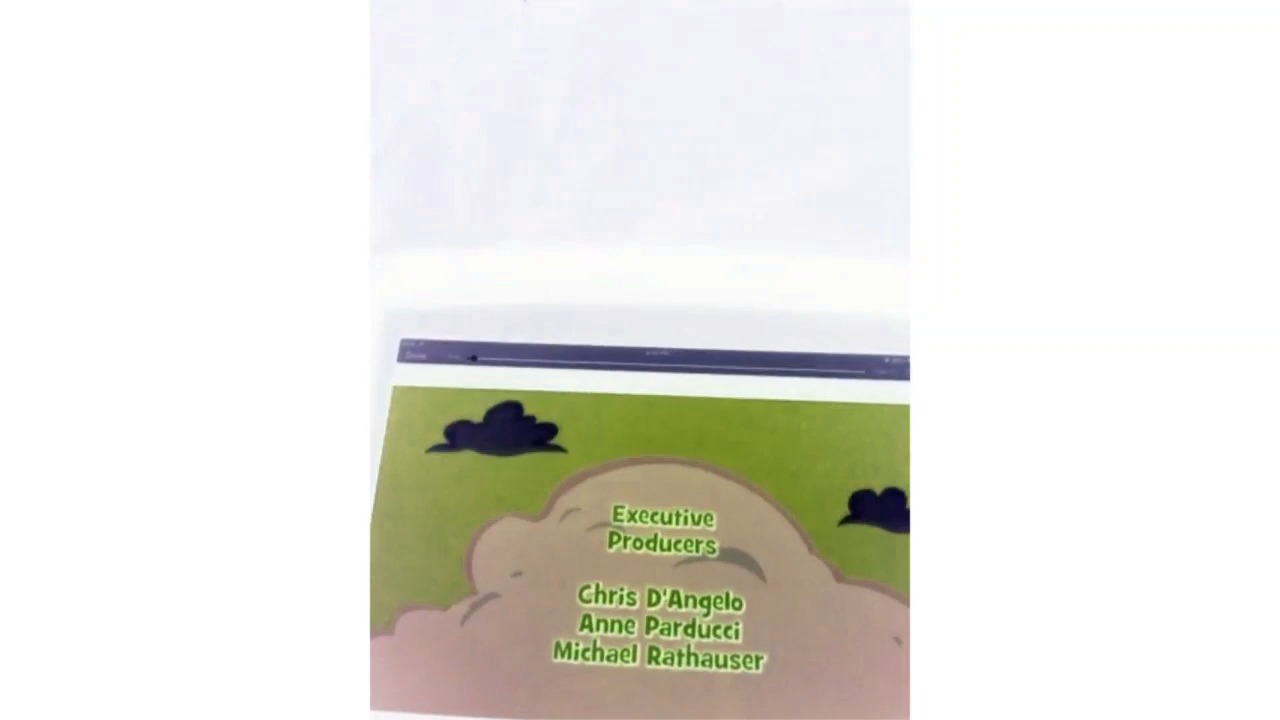 Executive
Producers
Chris D'Angelo
Anne Parducci
Michael Rathauser